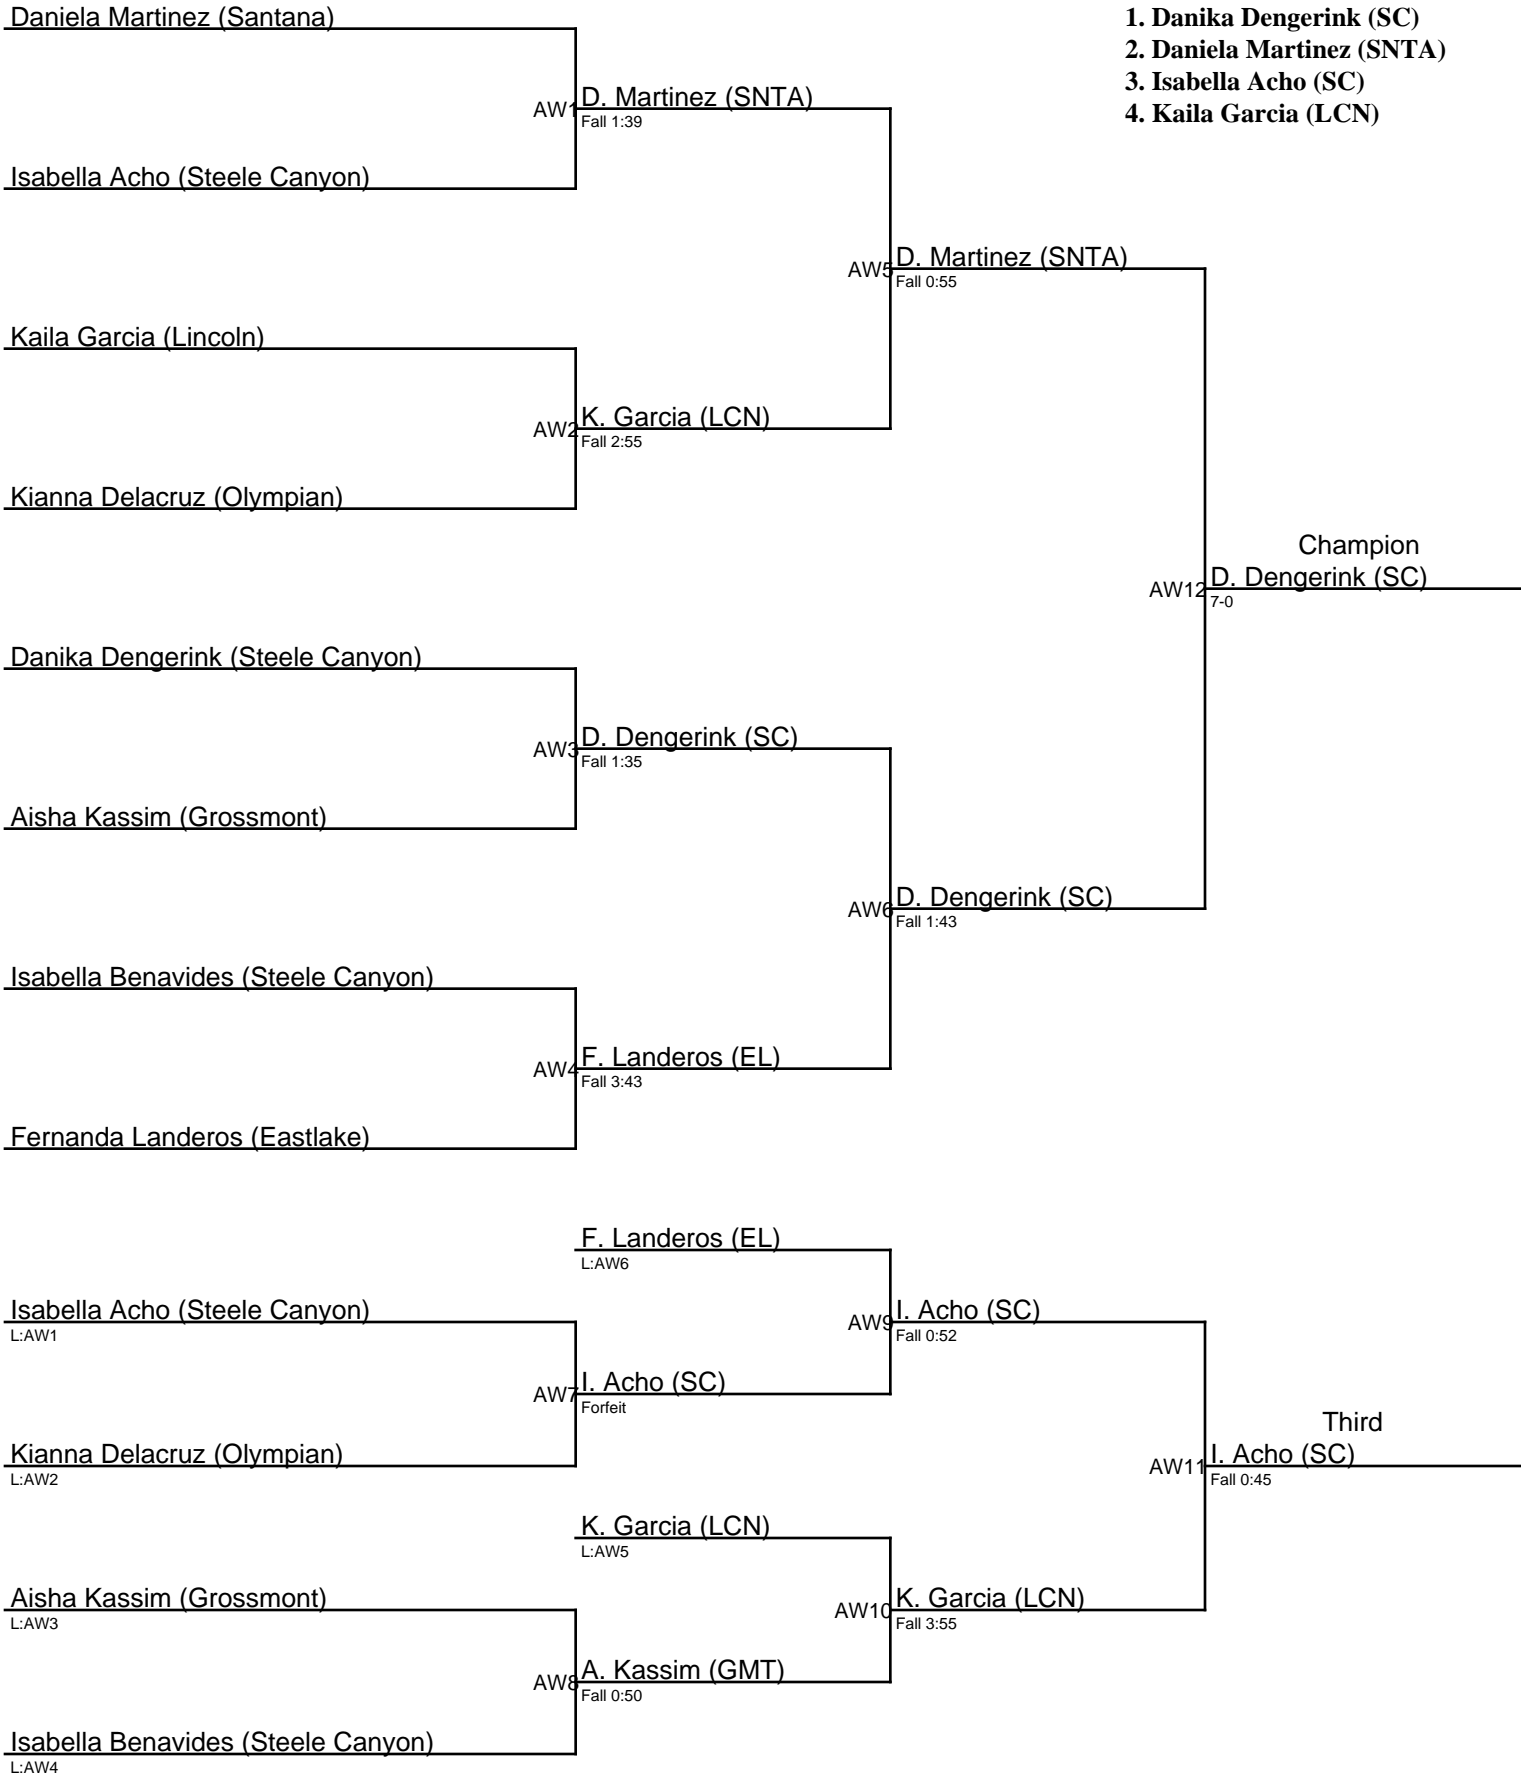 Daniela Martinez (Santana)
1. Danika Dengerink (SC)
2. Daniela Martinez (SNTA)
3. Isabella Acho (SC)
4. Kaila Garcia (LCN)
AW1
D. Martinez (SNTA)
Fall 1:39
Isabella Acho (Steele Canyon)
AW5
D. Martinez (SNTA)
Fall 0:55
Kaila Garcia (Lincoln)
AW2
K. Garcia (LCN)
Fall 2:55
Kianna Delacruz (Olympian)
Champion
AW12
D. Dengerink (SC)
7-0
Danika Dengerink (Steele Canyon)
AW3
D. Dengerink (SC)
Fall 1:35
Aisha Kassim (Grossmont)
AW6
D. Dengerink (SC)
Fall 1:43
Isabella Benavides (Steele Canyon)
AW4
F. Landeros (EL)
Fall 3:43
Fernanda Landeros (Eastlake)
F. Landeros (EL)
L:AW6
Isabella Acho (Steele Canyon)
L:AW1
AW9
I. Acho (SC)
Fall 0:52
AW7
I. Acho (SC)
Forfeit
Kianna Delacruz (Olympian)
L:AW2
Third
AW11
I. Acho (SC)
Fall 0:45
K. Garcia (LCN)
L:AW5
Aisha Kassim (Grossmont)
L:AW3
AW10
K. Garcia (LCN)
Fall 3:55
AW8
A. Kassim (GMT)
Fall 0:50
Isabella Benavides (Steele Canyon)
L:AW4